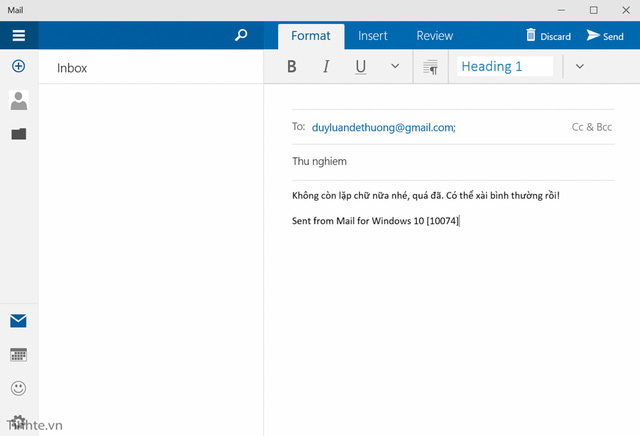 Mail
Format Insert Review Discard Send
Inbox
B I U Heading 1
To: duyluandethuong@gmail.com; Cc & Bcc
Thu nghiem
Không còn lặp chữ nữa nhé, quá đã. Có thể xài bình thường rồi!
Sent from Mail for Windows 10 [10074]
Tinhte.vn